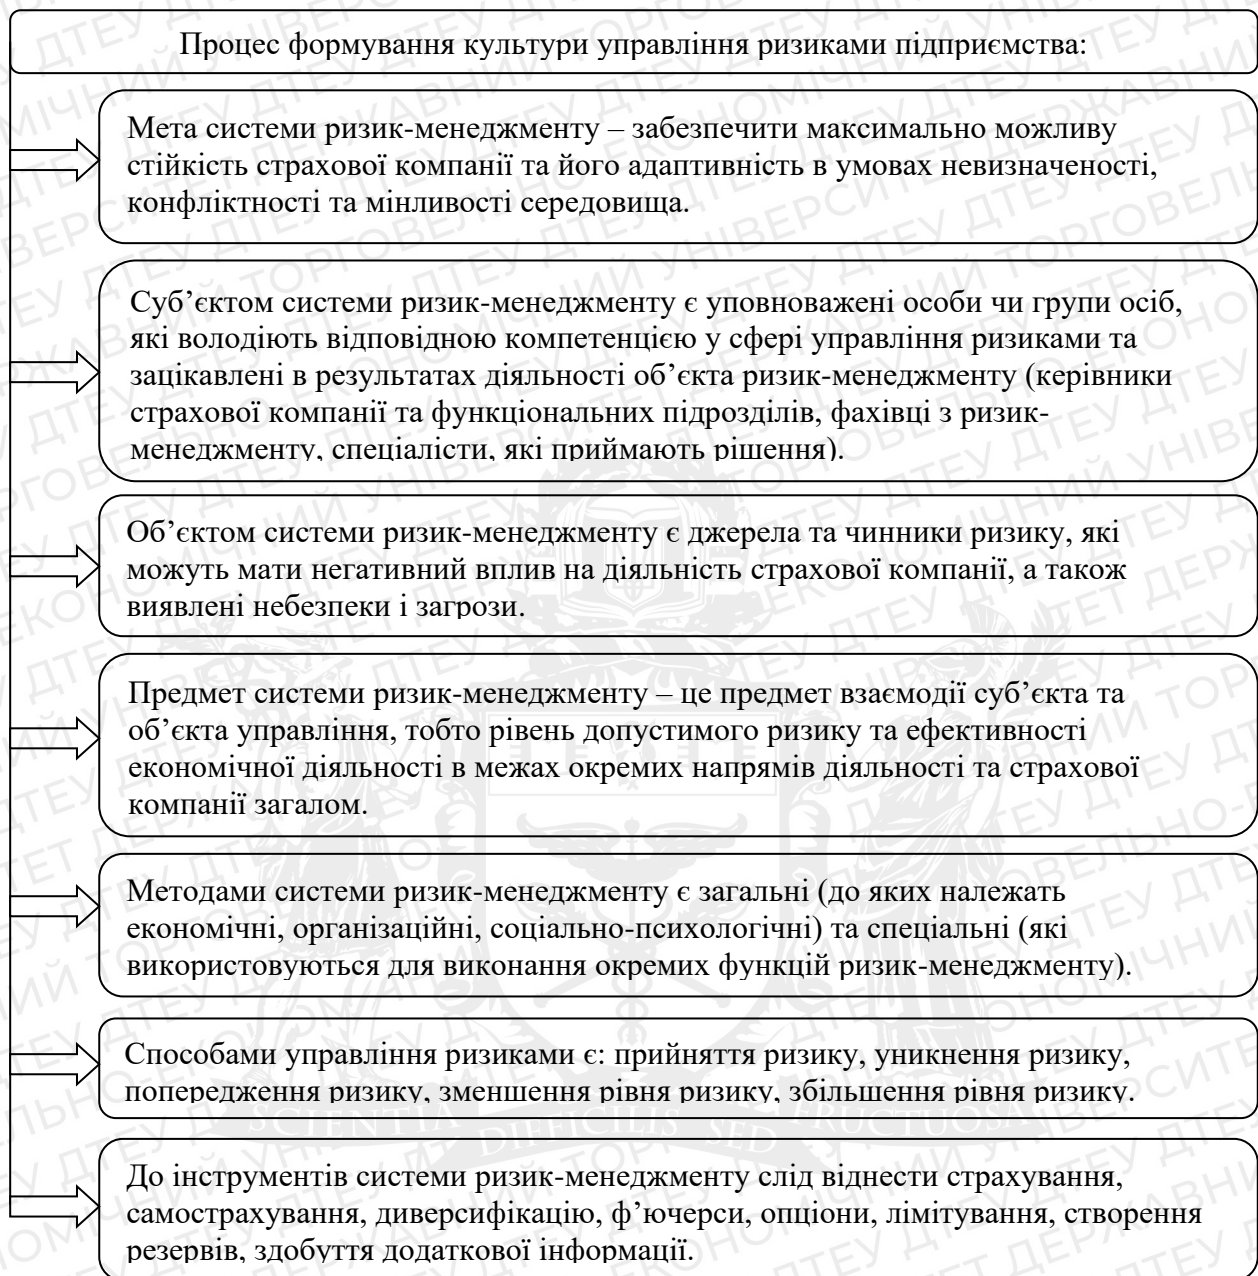 Процес формування культури управління ризиками підприємства:
Мета системи ризик-менеджменту – забезпечити максимально можливу
стійкість страхової компанії та його адаптивність в умовах невизначеності,
конфліктності та мінливості середовища.
Суб’єктом системи ризик-менеджменту є уповноважені особи чи групи осіб,
які володіють відповідною компетенцією у сфері управління ризиками та
зацікавлені в результатах діяльності об’єкта ризик-менеджменту (керівники
страхової компанії та функціональних підрозділів, фахівці з ризик-
менеджменту, спеціалісти, які приймають рішення).
Об’єктом системи ризик-менеджменту є джерела та чинники ризику, які
можуть мати негативний вплив на діяльність страхової компанії, а також
виявлені небезпеки і загрози.
Предмет системи ризик-менеджменту – це предмет взаємодії суб’єкта та
об’єкта управління, тобто рівень допустимого ризику та ефективності
економічної діяльності в межах окремих напрямів діяльності та страхової
компанії загалом.
Методами системи ризик-менеджменту є загальні (до яких належать
економічні, організаційні, соціально-психологічні) та спеціальні (які
використовуються для виконання окремих функцій ризик-менеджменту).
Способами управління ризиками є: прийняття ризику, уникнення ризику,
попередження ризику, зменшення рівня ризику, збільшення рівня ризику.
SCIENTIA DIFFICILIS SED FRUCTUOSA
До інструментів системи ризик-менеджменту слід віднести страхування,
самострахування, диверсифікацію, ф’ючерси, опціони, лімітування, створення
резервів, здобуття додаткової інформації.